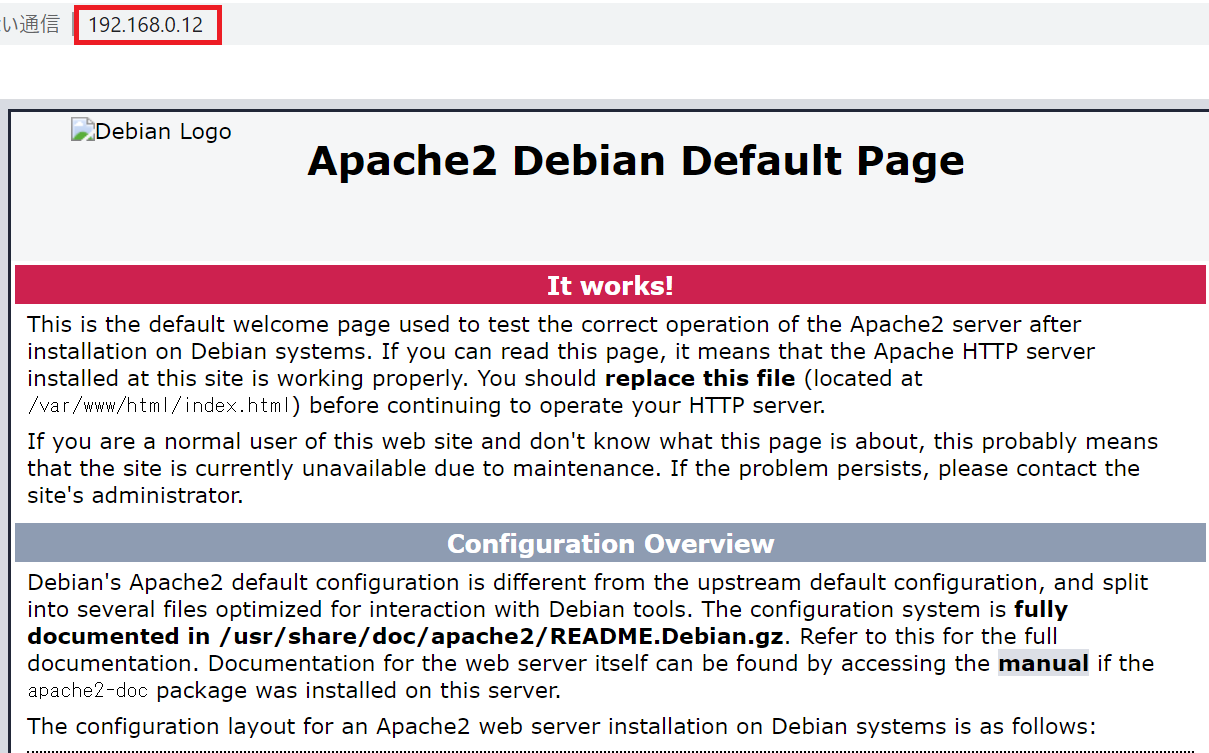 い通信 192.168.0.12
Debian Logo
Apache2 Debian Default Page
It works!
This is the default welcome page used to test the correct operation of the Apache2 server after
installation on Debian systems. If you can read this page, it means that the Apache HTTP server
installed at this site is working properly. You should replace this file (located at
/var/www/html/index.html) before continuing to operate your HTTP server.
If you are a normal user of this web site and don't know what this page is about, this probably means
that the site is currently unavailable due to maintenance. If the problem persists, please contact the
site's administrator.
Configuration Overview
Debian's Apache2 default configuration is different from the upstream default configuration, and split
into several files optimized for interaction with Debian tools. The configuration system is fully
documented in /usr/share/doc/apache2/README.Debian.gz. Refer to this for the full
documentation. Documentation for the web server itself can be found by accessing the manual if the
apache2-doc package was installed on this server.
The configuration layout for an Apache2 web server installation on Debian systems is as follows: